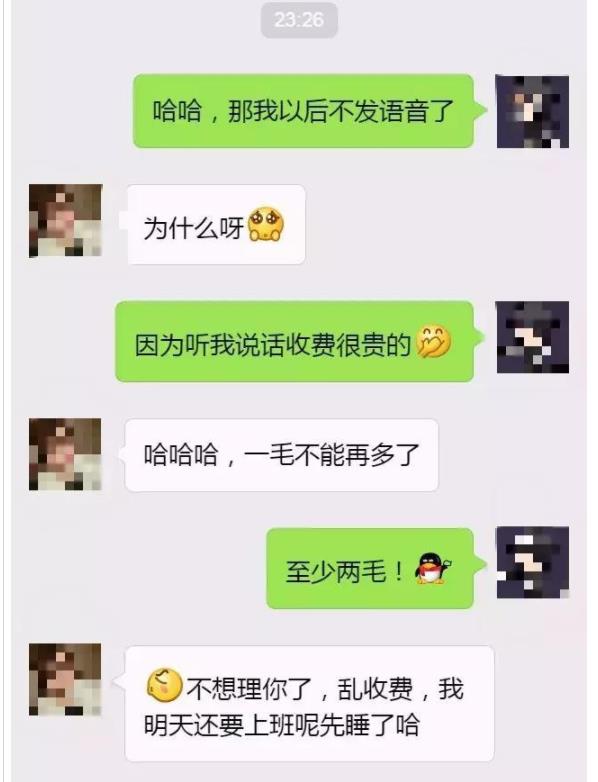 23:26
哈哈，那我以后不发语音了
为什么呀
因为听我说话收费很贵的
哈哈哈，一毛不能再多了
至少两毛！
不想理你了，乱收费，我
明天还要上班呢先睡了哈